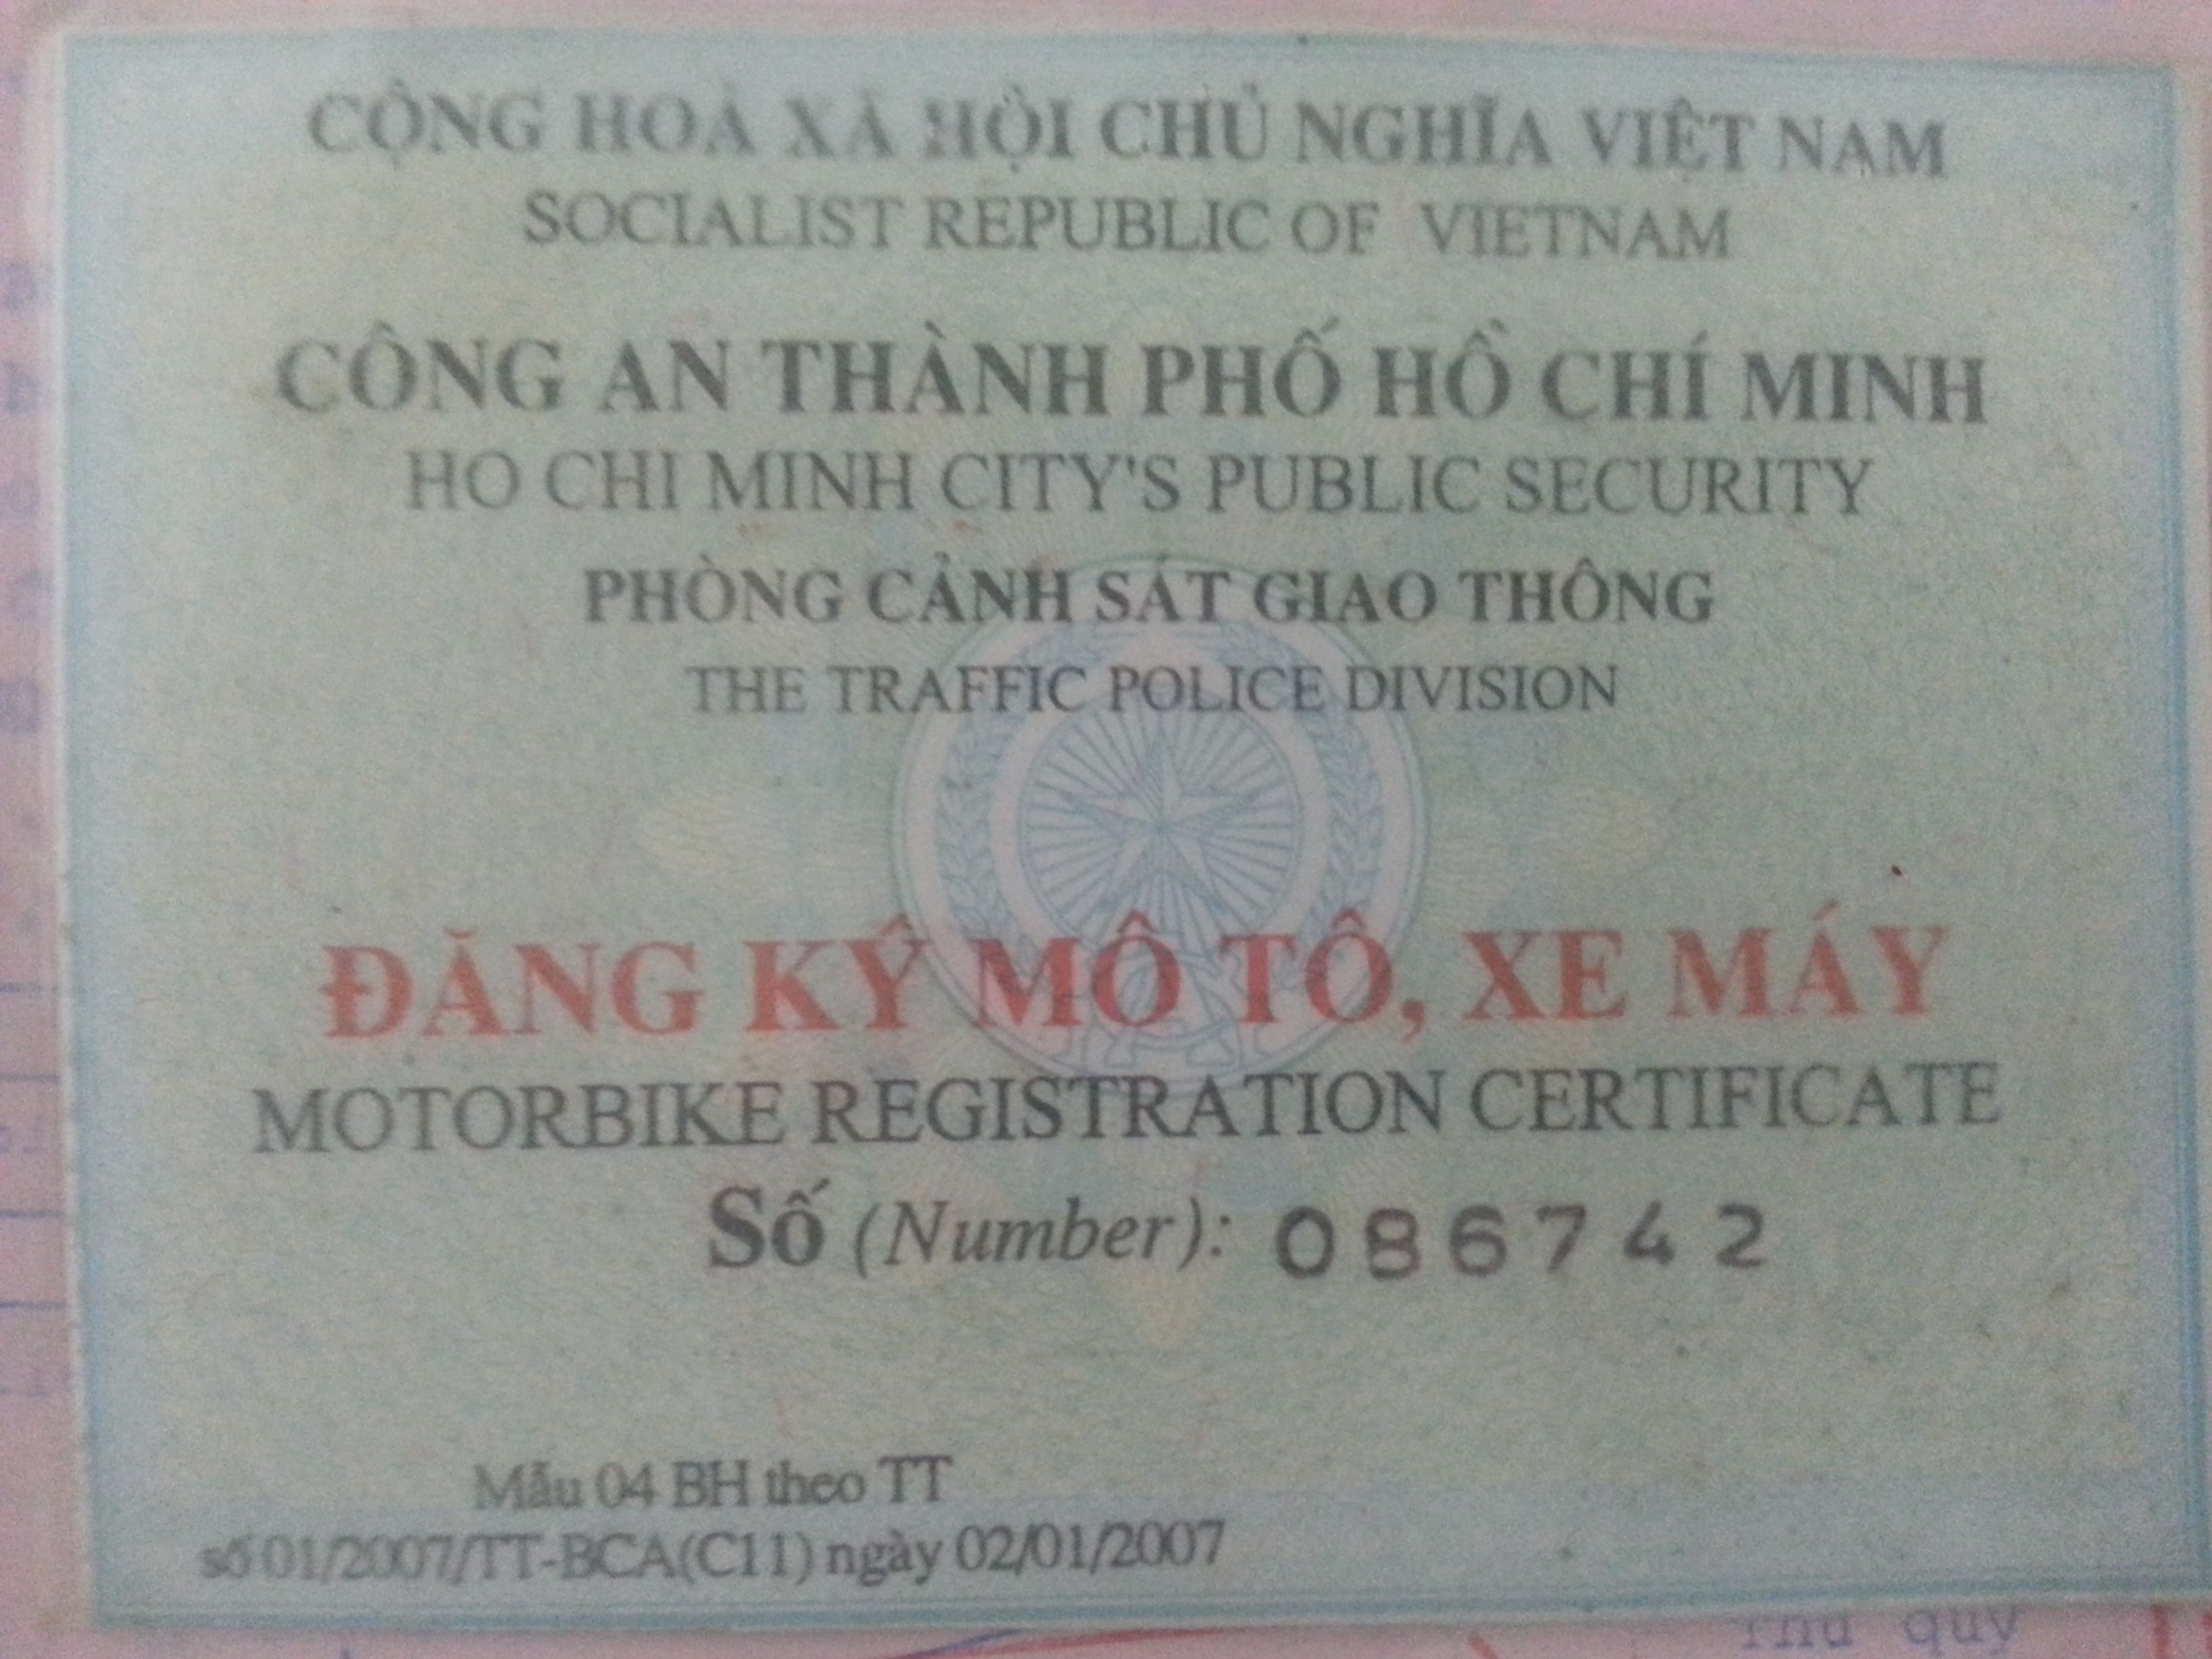 CỘNG HOÀ XÃ HỘI CHỦ NGHĨA VIỆT NAM
SOCIALIST REPUBLIC OF VIETNAM
CÔNG AN THÀNH PHỐ HỒ CHÍ MINH
HO CHI MINH CITY'S PUBLIC SECURITY
PHÒNG CẢNH SÁT GIAO THÔNG
THE TRAFFIC POLICE DIVISION
ĐĂNG KÝ MÔ TÔ, XE MÁY
MOTORBIKE REGISTRATION CERTIFICATE
Số (Number): 086742
Mẫu 04 BH theo TT
số 01/2007/TT-BCA(C11) ngày 02/01/2007
Thủ quỹ